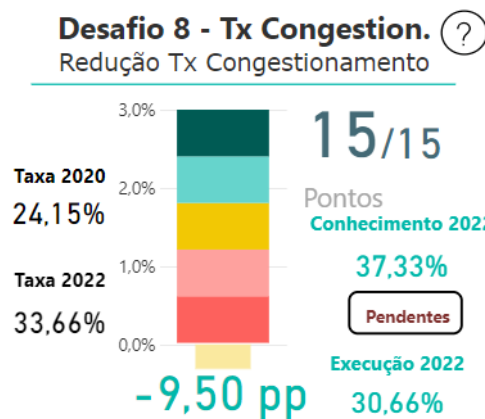 Desafio 8 - Tx Congestion.
?
Redução Tx Congestionamento
3,0%
2,0%
1,0%
0,0%
Taxa 2020
24,15%
Taxa 2022
33,66%
-9,50 pp
15/15
Pontos
Conhecimento 2022
37,33%
Pendentes
Execução 2022
30,66%